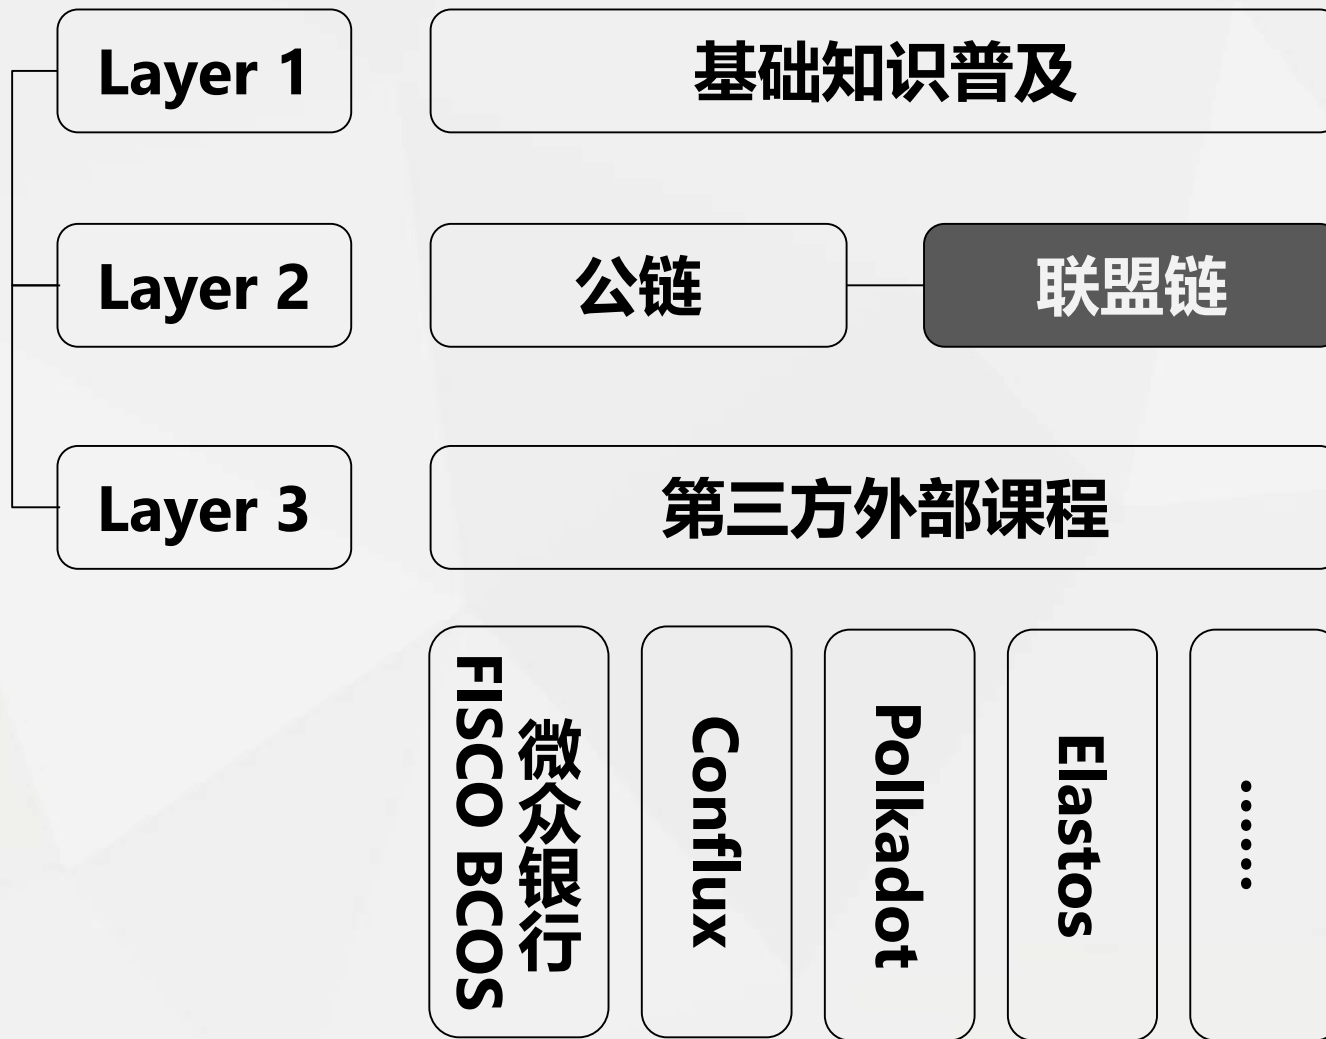 Layer 1
基础知识普及
Layer 2
公链
联盟链
Layer 3
第三方外部课程
微众银行
FISCO BCOS
Conflux
Polkadot
Elastos
······